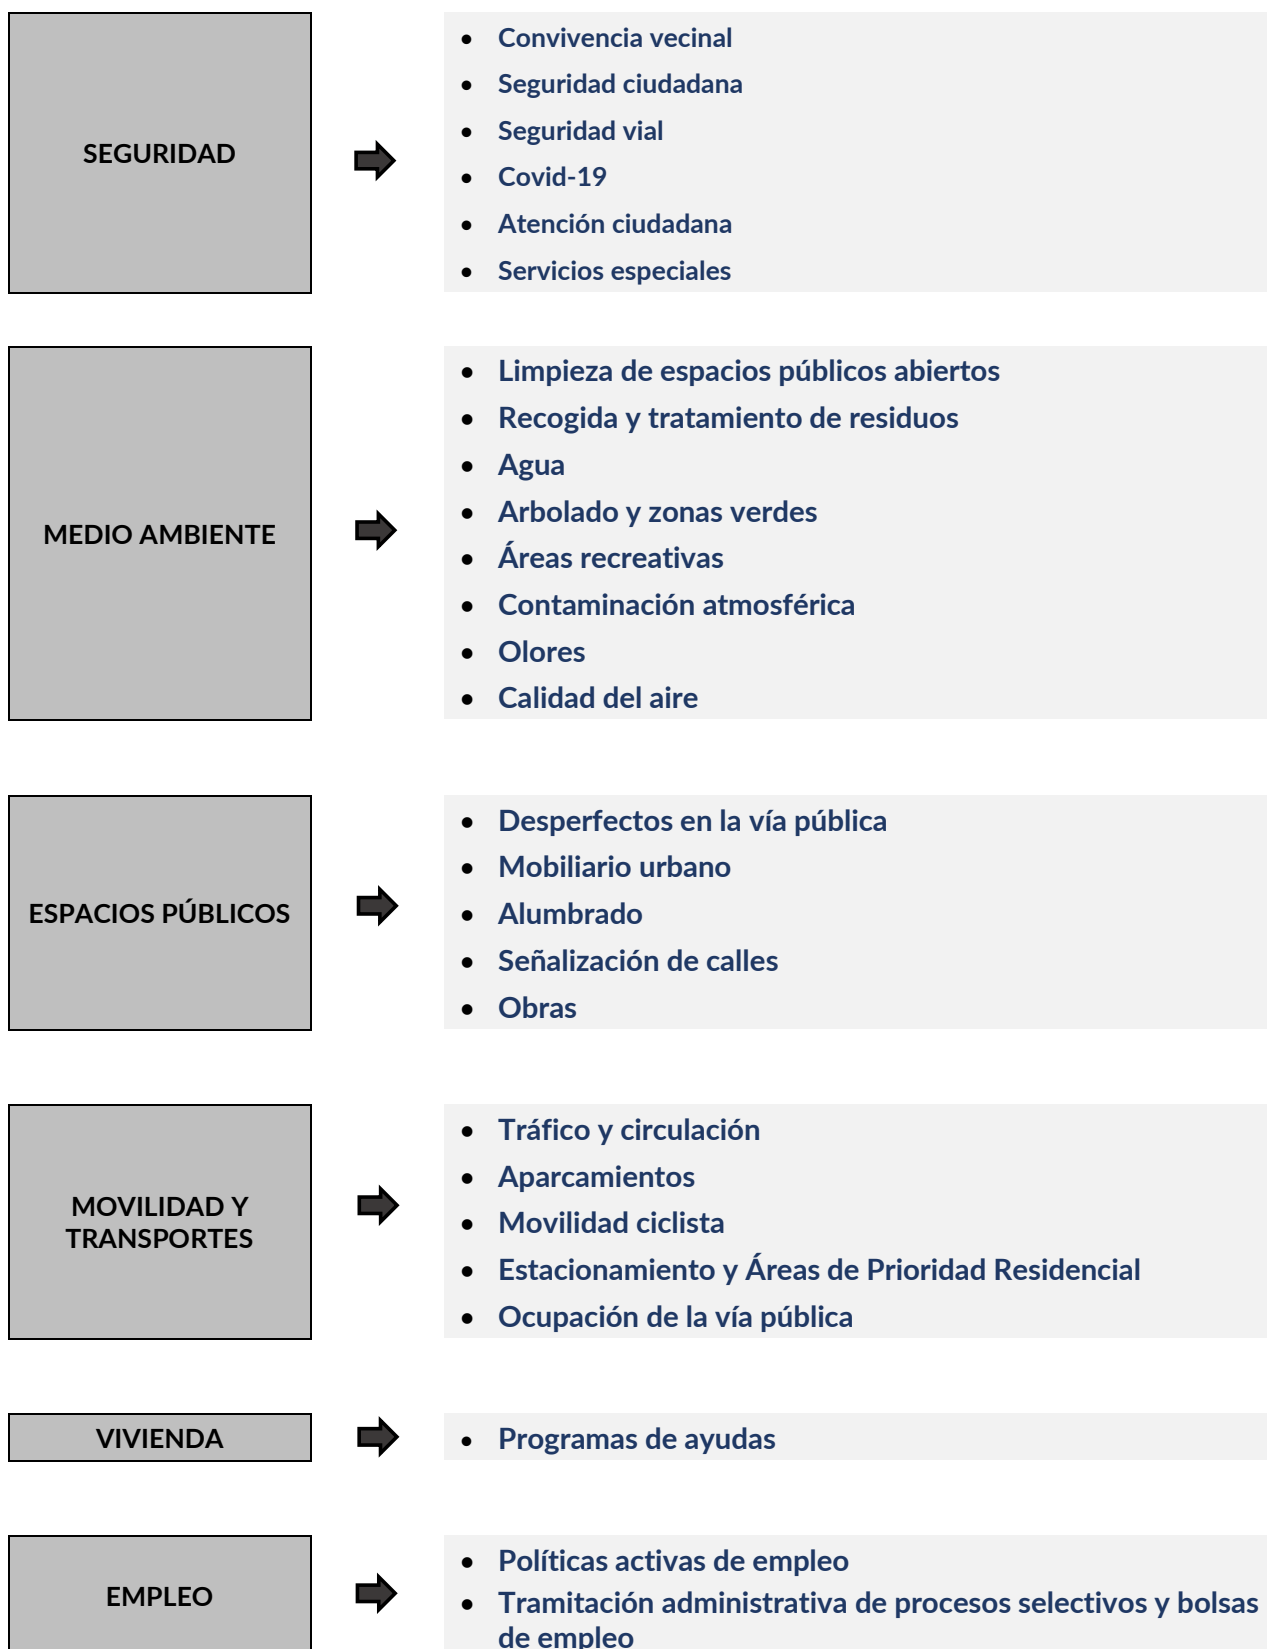 SEGURIDAD
• Convivencia vecinal
• Seguridad ciudadana
• Seguridad vial
• Covid-19
• Atención ciudadana
• Servicios especiales
MEDIO AMBIENTE
• Limpieza de espacios públicos abiertos
• Recogida y tratamiento de residuos
• Agua
• Arbolado y zonas verdes
• Áreas recreativas
• Contaminación atmosférica
• Olores
• Calidad del aire
ESPACIOS PÚBLICOS
• Desperfectos en la vía pública
• Mobiliario urbano
• Alumbrado
• Señalización de calles
• Obras
MOVILIDAD Y
TRANSPORTES
• Tráfico y circulación
• Aparcamientos
• Movilidad ciclista
• Estacionamiento y Áreas de Prioridad Residencial
• Ocupación de la vía pública
VIVIENDA
• Programas de ayudas
EMPLEO
• Políticas activas de empleo
• Tramitación administrativa de procesos selectivos y bolsas
de empleo